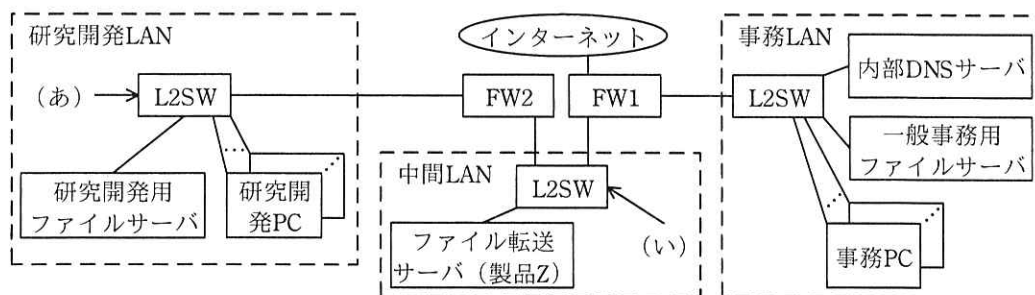 研究開発LAN
(あ)
L2SW
研究開発用
ファイルサーバ
…
研究開
発PC
…
インターネット
FW2
FW1
中間LAN
L2SW
ファイル転送
サーバ(製品Z)
(い)
事務LAN
L2SW
内部DNSサーバ
一般事務用
ファイルサーバ
…
事務PC
…